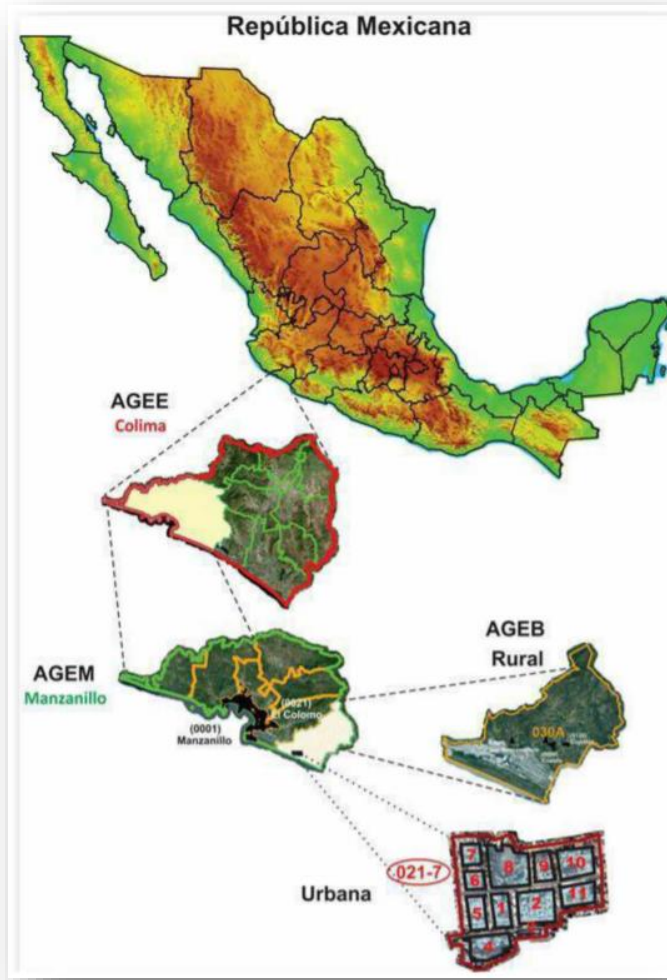 República Mexicana
AGEE
Colima
AGEM
Manzanillo
(0001)
Manzanillo
(0021)
El Colomo
AGEB
Rural
030A
Urbana
021-7
7
8
9
10
6
5
1
2
11
4